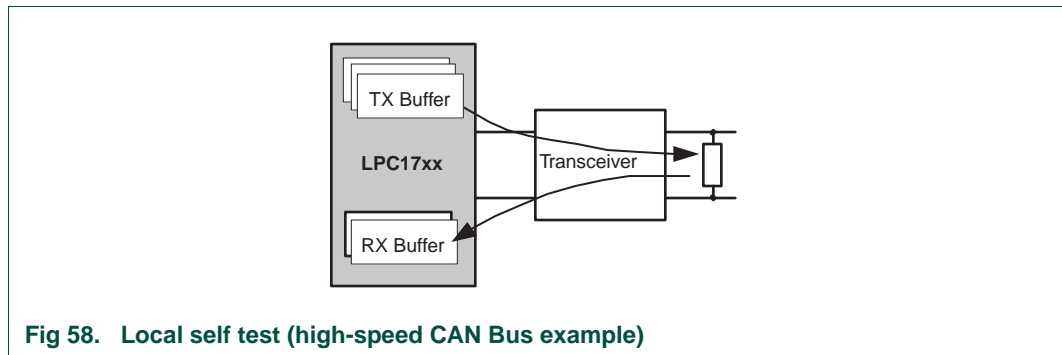 TX Buffer
LPC17xx
Transceiver
RX Buffer
Fig 58. Local self test (high-speed CAN Bus example)